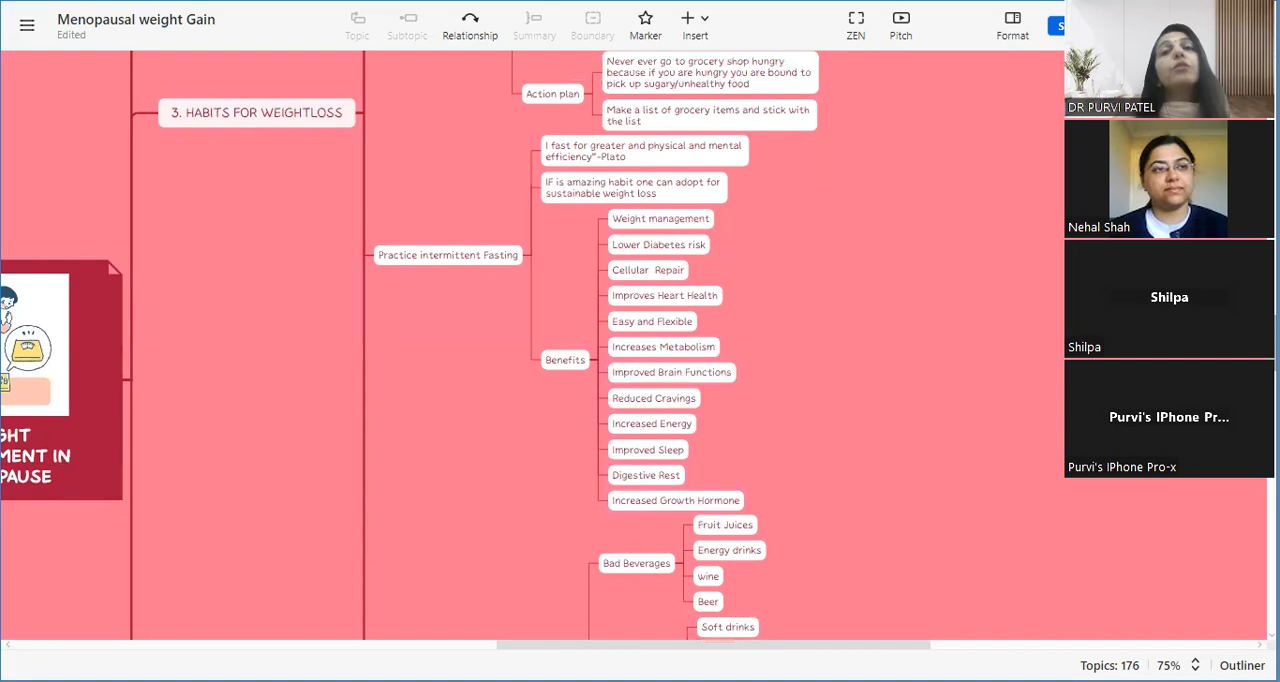 Menopausal weight Gain
Edited
Topic
Subtopic
Relationship
Summary
Boundary
Marker
Insert
ZEN
Pitch
Format
S
DR PURVI PATEL
Nehal Shah
Shilpa
Shilpa
Purvi's IPhone Pr...
Purvi's IPhone Pro-x
3. HABITS FOR WEIGHTLOSS
Action plan
Never ever go to grocery shop hungry
because if you are hungry you are bound to
pick up sugary/unhealthy food
Make a list of grocery items and stick with
the list
Practice intermittent Fasting
I fast for greater and physical and mental
efficiency"-Plato
IF is amazing habit one can adopt for
sustainable weight loss
Benefits
Weight management
Lower Diabetes risk
Cellular Repair
Improves Heart Health
Easy and Flexible
Increases Metabolism
Improved Brain Functions
Reduced Cravings
Increased Energy
Improved Sleep
Digestive Rest
Increased Growth Hormone
Bad Beverages
Fruit Juices
Energy drinks
wine
Beer
Soft drinks
GHT
MENT IN
PAUSE
Topics: 176
75%
Outliner